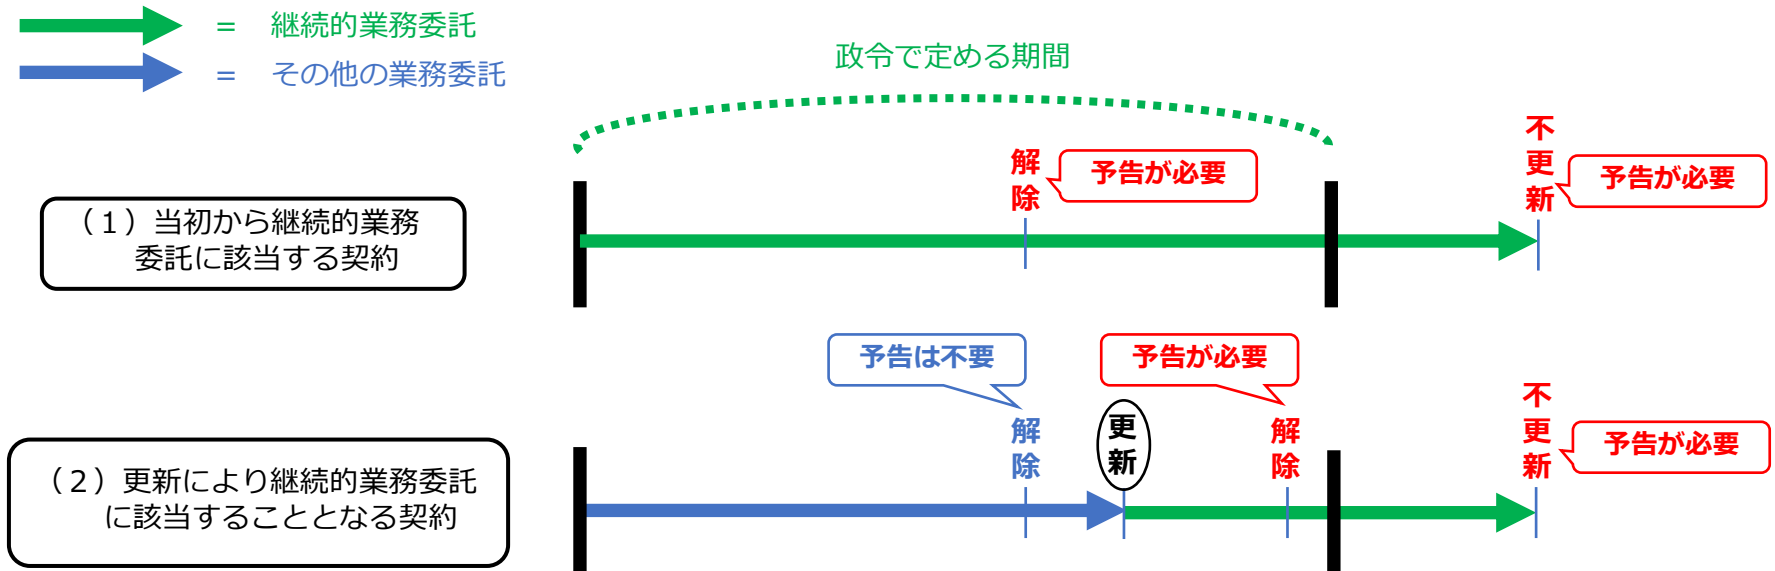 = 継続的業務委託
= その他の業務委託
政令で定める期間
解除
予告が必要
不更新
予告が必要
(1)当初から継続的業務
委託に該当する契約
予告は不要
予告が必要
解除
更新
解除
不更新
予告が必要
(2)更新により継続的業務委託
に該当することとなる契約